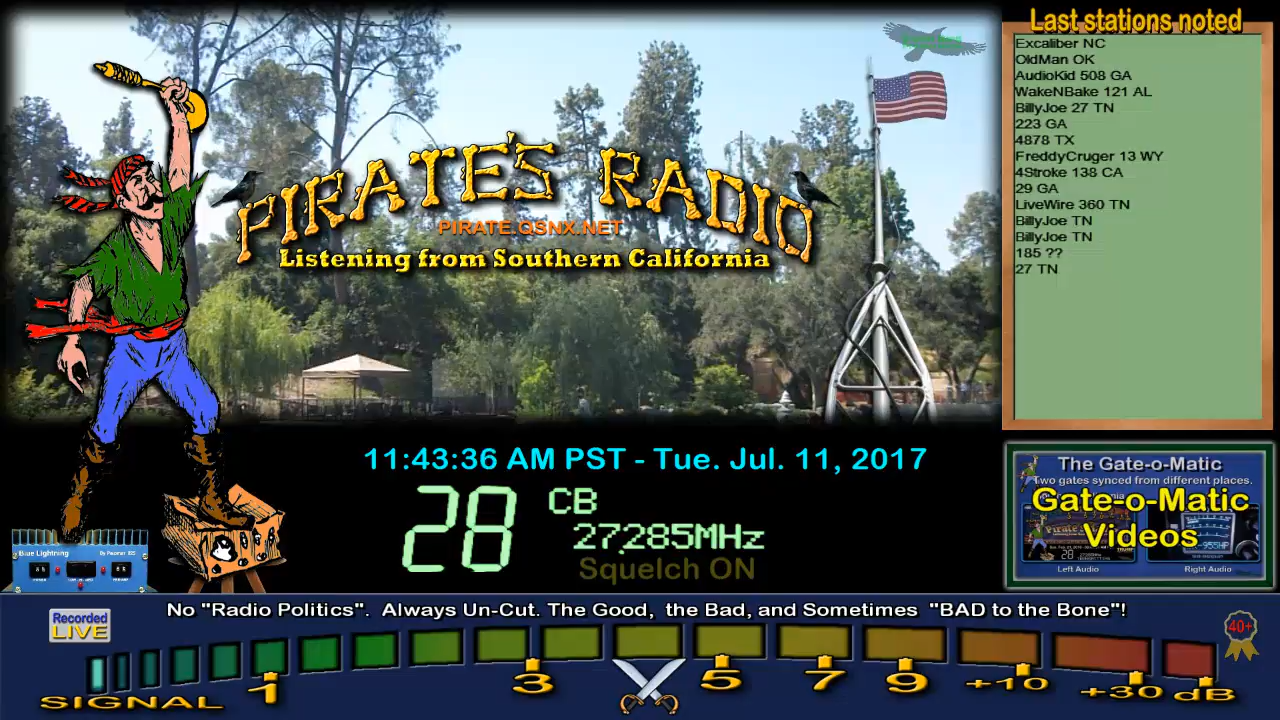 PIRATE'S RADIO
PIRATE.QSNX.NET
Listening from Southern California
Last stations noted
Excaliber NC
OldMan OK
AudioKid 508 GA
WakeNBake 121 AL
BillyJoe 27 TN
223 GA
4878 TX
FreddyCruger 13 WY
4Stroke 138 CA
29 GA
LiveWire 360 TN
BillyJoe TN
BillyJoe TN
185 ??
27 TN
11:43:36 AM PST - Tue. Jul. 11, 2017
28
CB
27.285MHz
Squelch ON
Blue Lightning
The Gate-o-Matic
Two gates synced from different places.
Gate-o-Matic
Videos
Left Audio
Right Audio
No "Radio Politics". Always Un-Cut. The Good, the Bad, and Sometimes "BAD to the Bone"!
Recorded
LIVE
40+
SIGNAL 1 3 5 7 9 +10 +30 dB